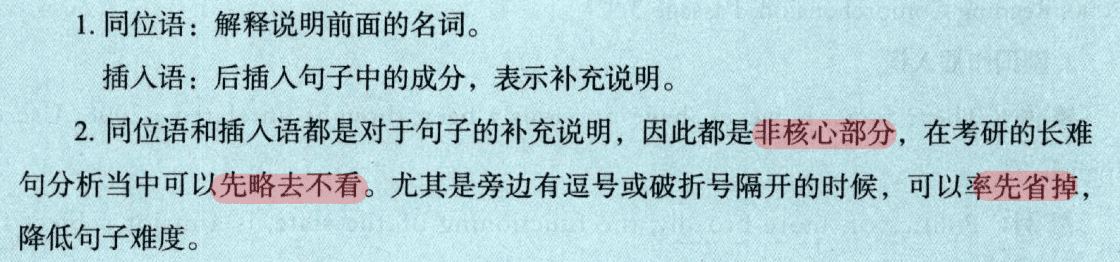 1. 同位语：解释说明前面的名词。
插入语：后插入句子中的成分，表示补充说明。
2. 同位语和插入语都是对于句子的补充说明，因此都是非核心部分，在考研的长难
句分析当中可以先略去不看。尤其是旁边有逗号或破折号隔开的时候，可以率先省掉，
降低句子难度。